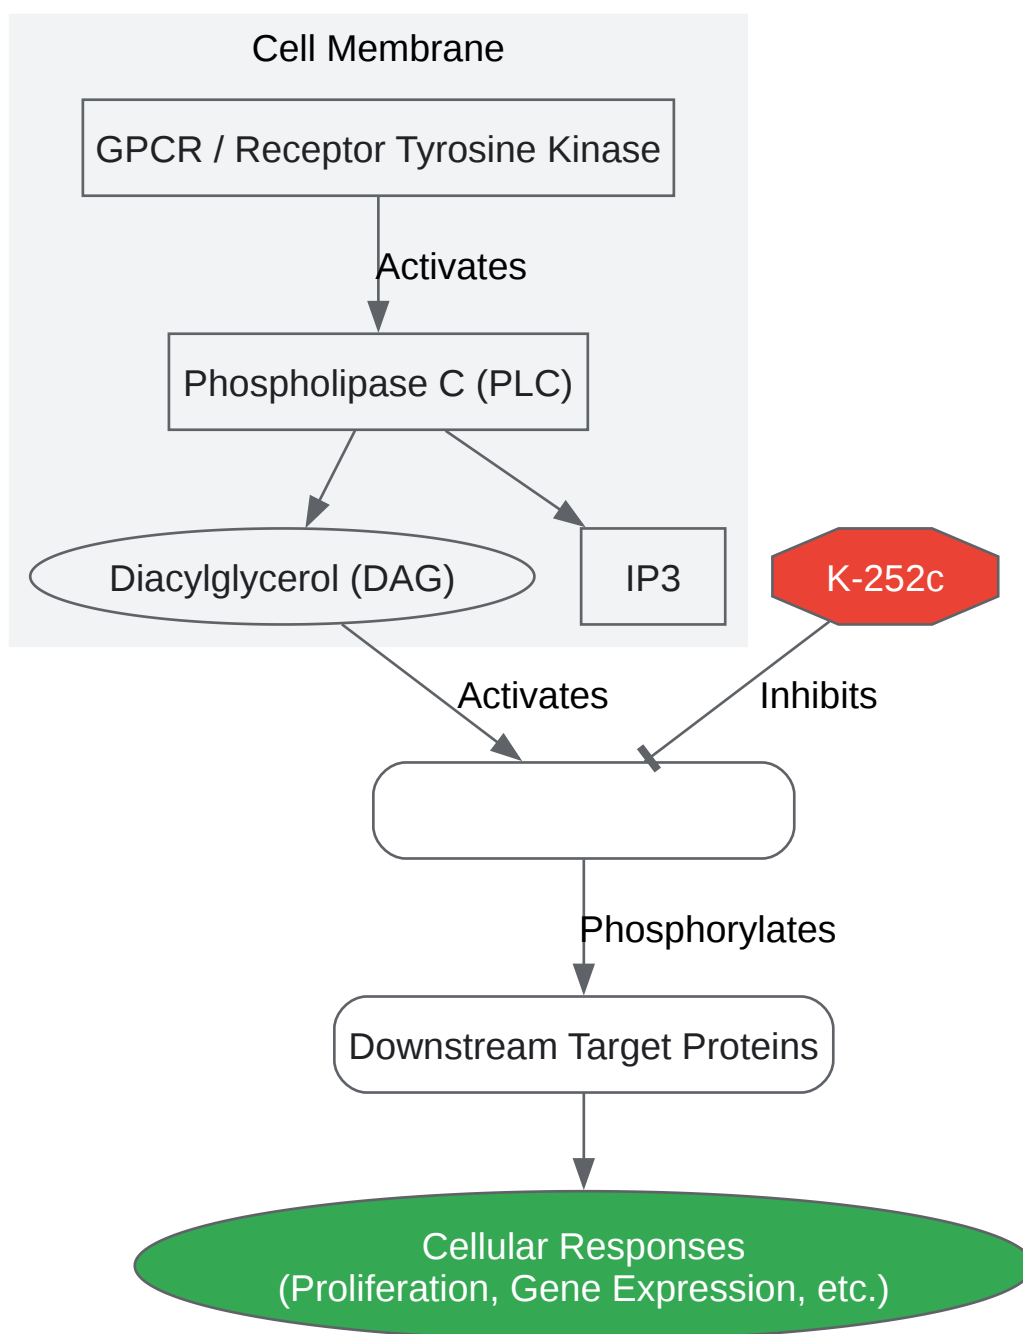 Cell Membrane
GPCR / Receptor Tyrosine Kinase
Activates
Phospholipase C (PLC)
Diacylglycerol (DAG)
IP3
K-252c
Activates
Inhibits
Phosphorylates
Downstream Target Proteins
Cellular Responses
(Proliferation, Gene Expression, etc.)